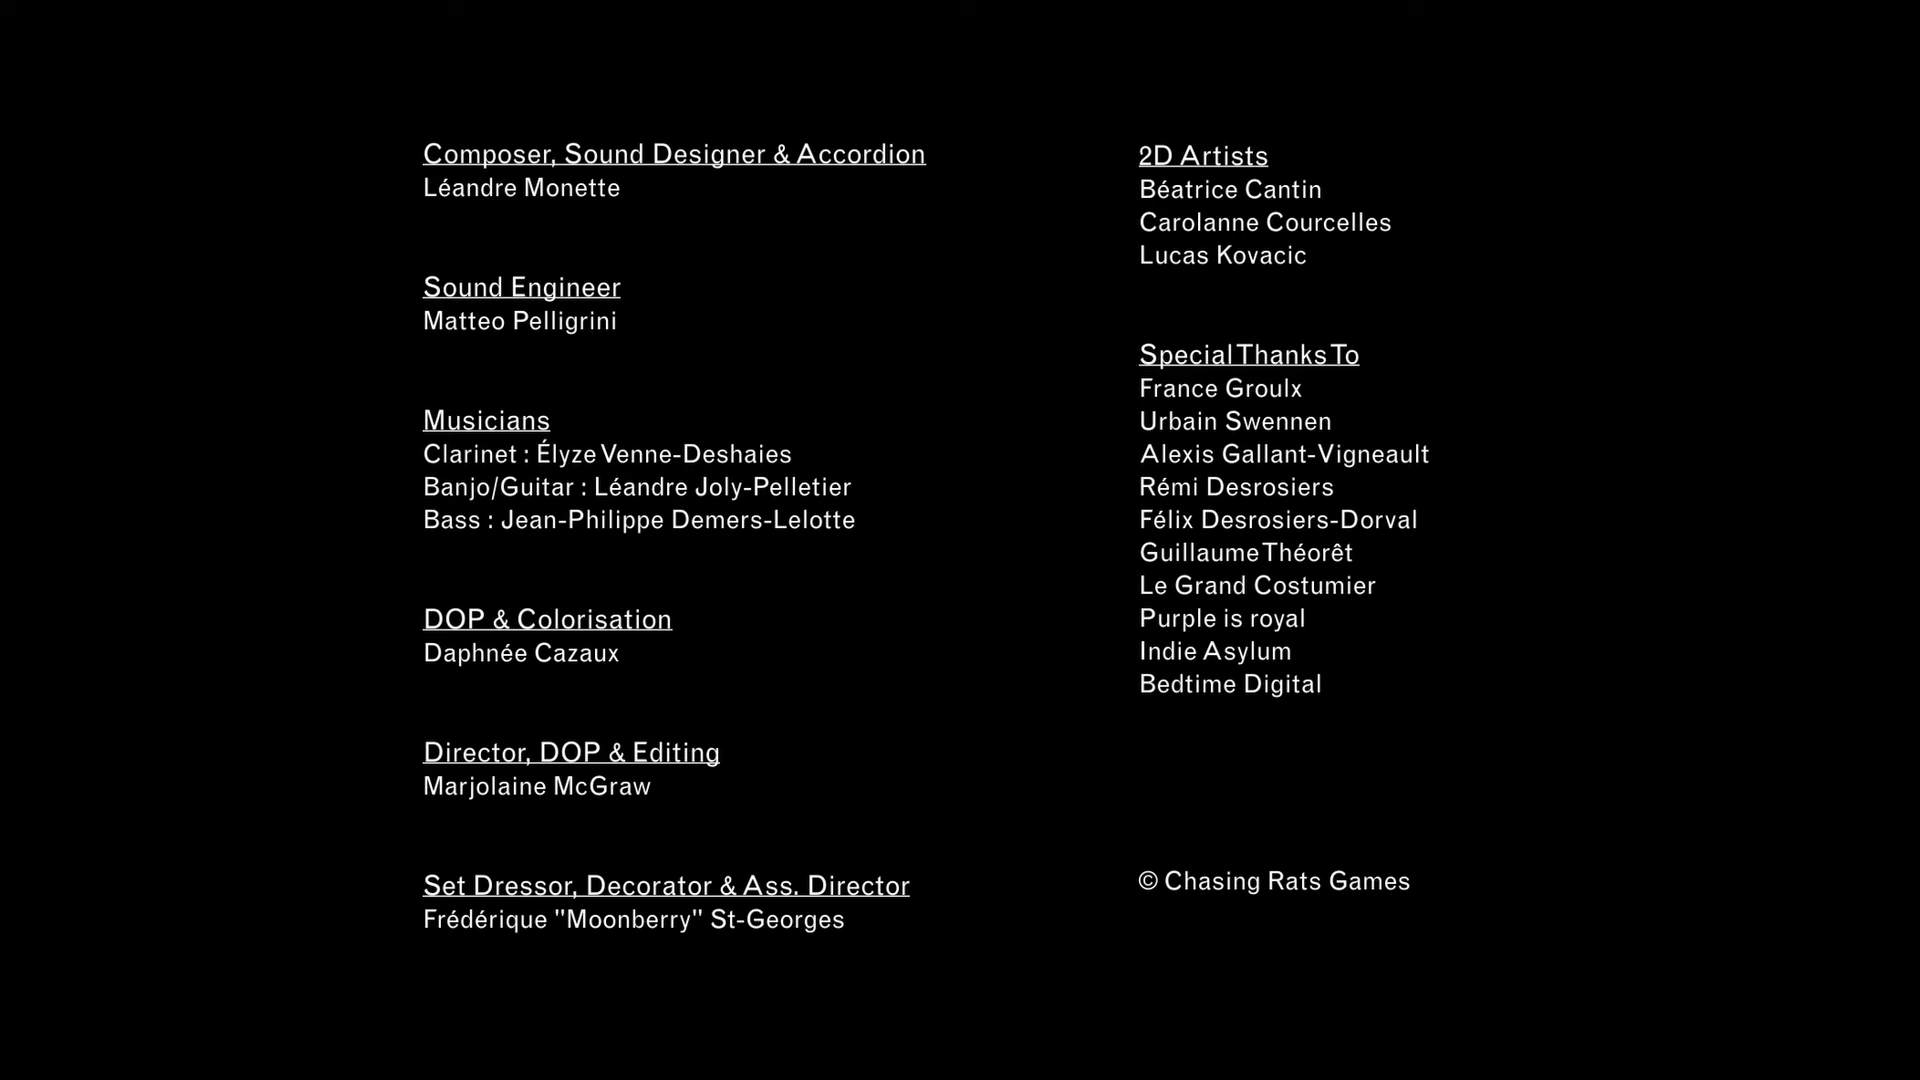 Composer, Sound Designer & Accordion
Léandre Monette
Sound Engineer
Matteo Pelligrini
Musicians
Clarinet : Élyze Venne-Deshaies
Banjo/Guitar : Léandre Joly-Pelletier
Bass : Jean-Philippe Demers-Lelotte
DOP & Colorisation
Daphnée Cazaux
Director, DOP & Editing
Marjolaine McGraw
Set Dressor, Decorator & Ass. Director
Frédérique "Moonberry" St-Georges
2D Artists
Béatrice Cantin
Carolanne Courcelles
Lucas Kovacic
Special Thanks To
France Groulx
Urbain Swennen
Alexis Gallant-Vigneault
Rémi Desrosiers
Félix Desrosiers-Dorval
Guillaume Théorêt
Le Grand Costumier
Purple is royal
Indie Asylum
Bedtime Digital
© Chasing Rats Games